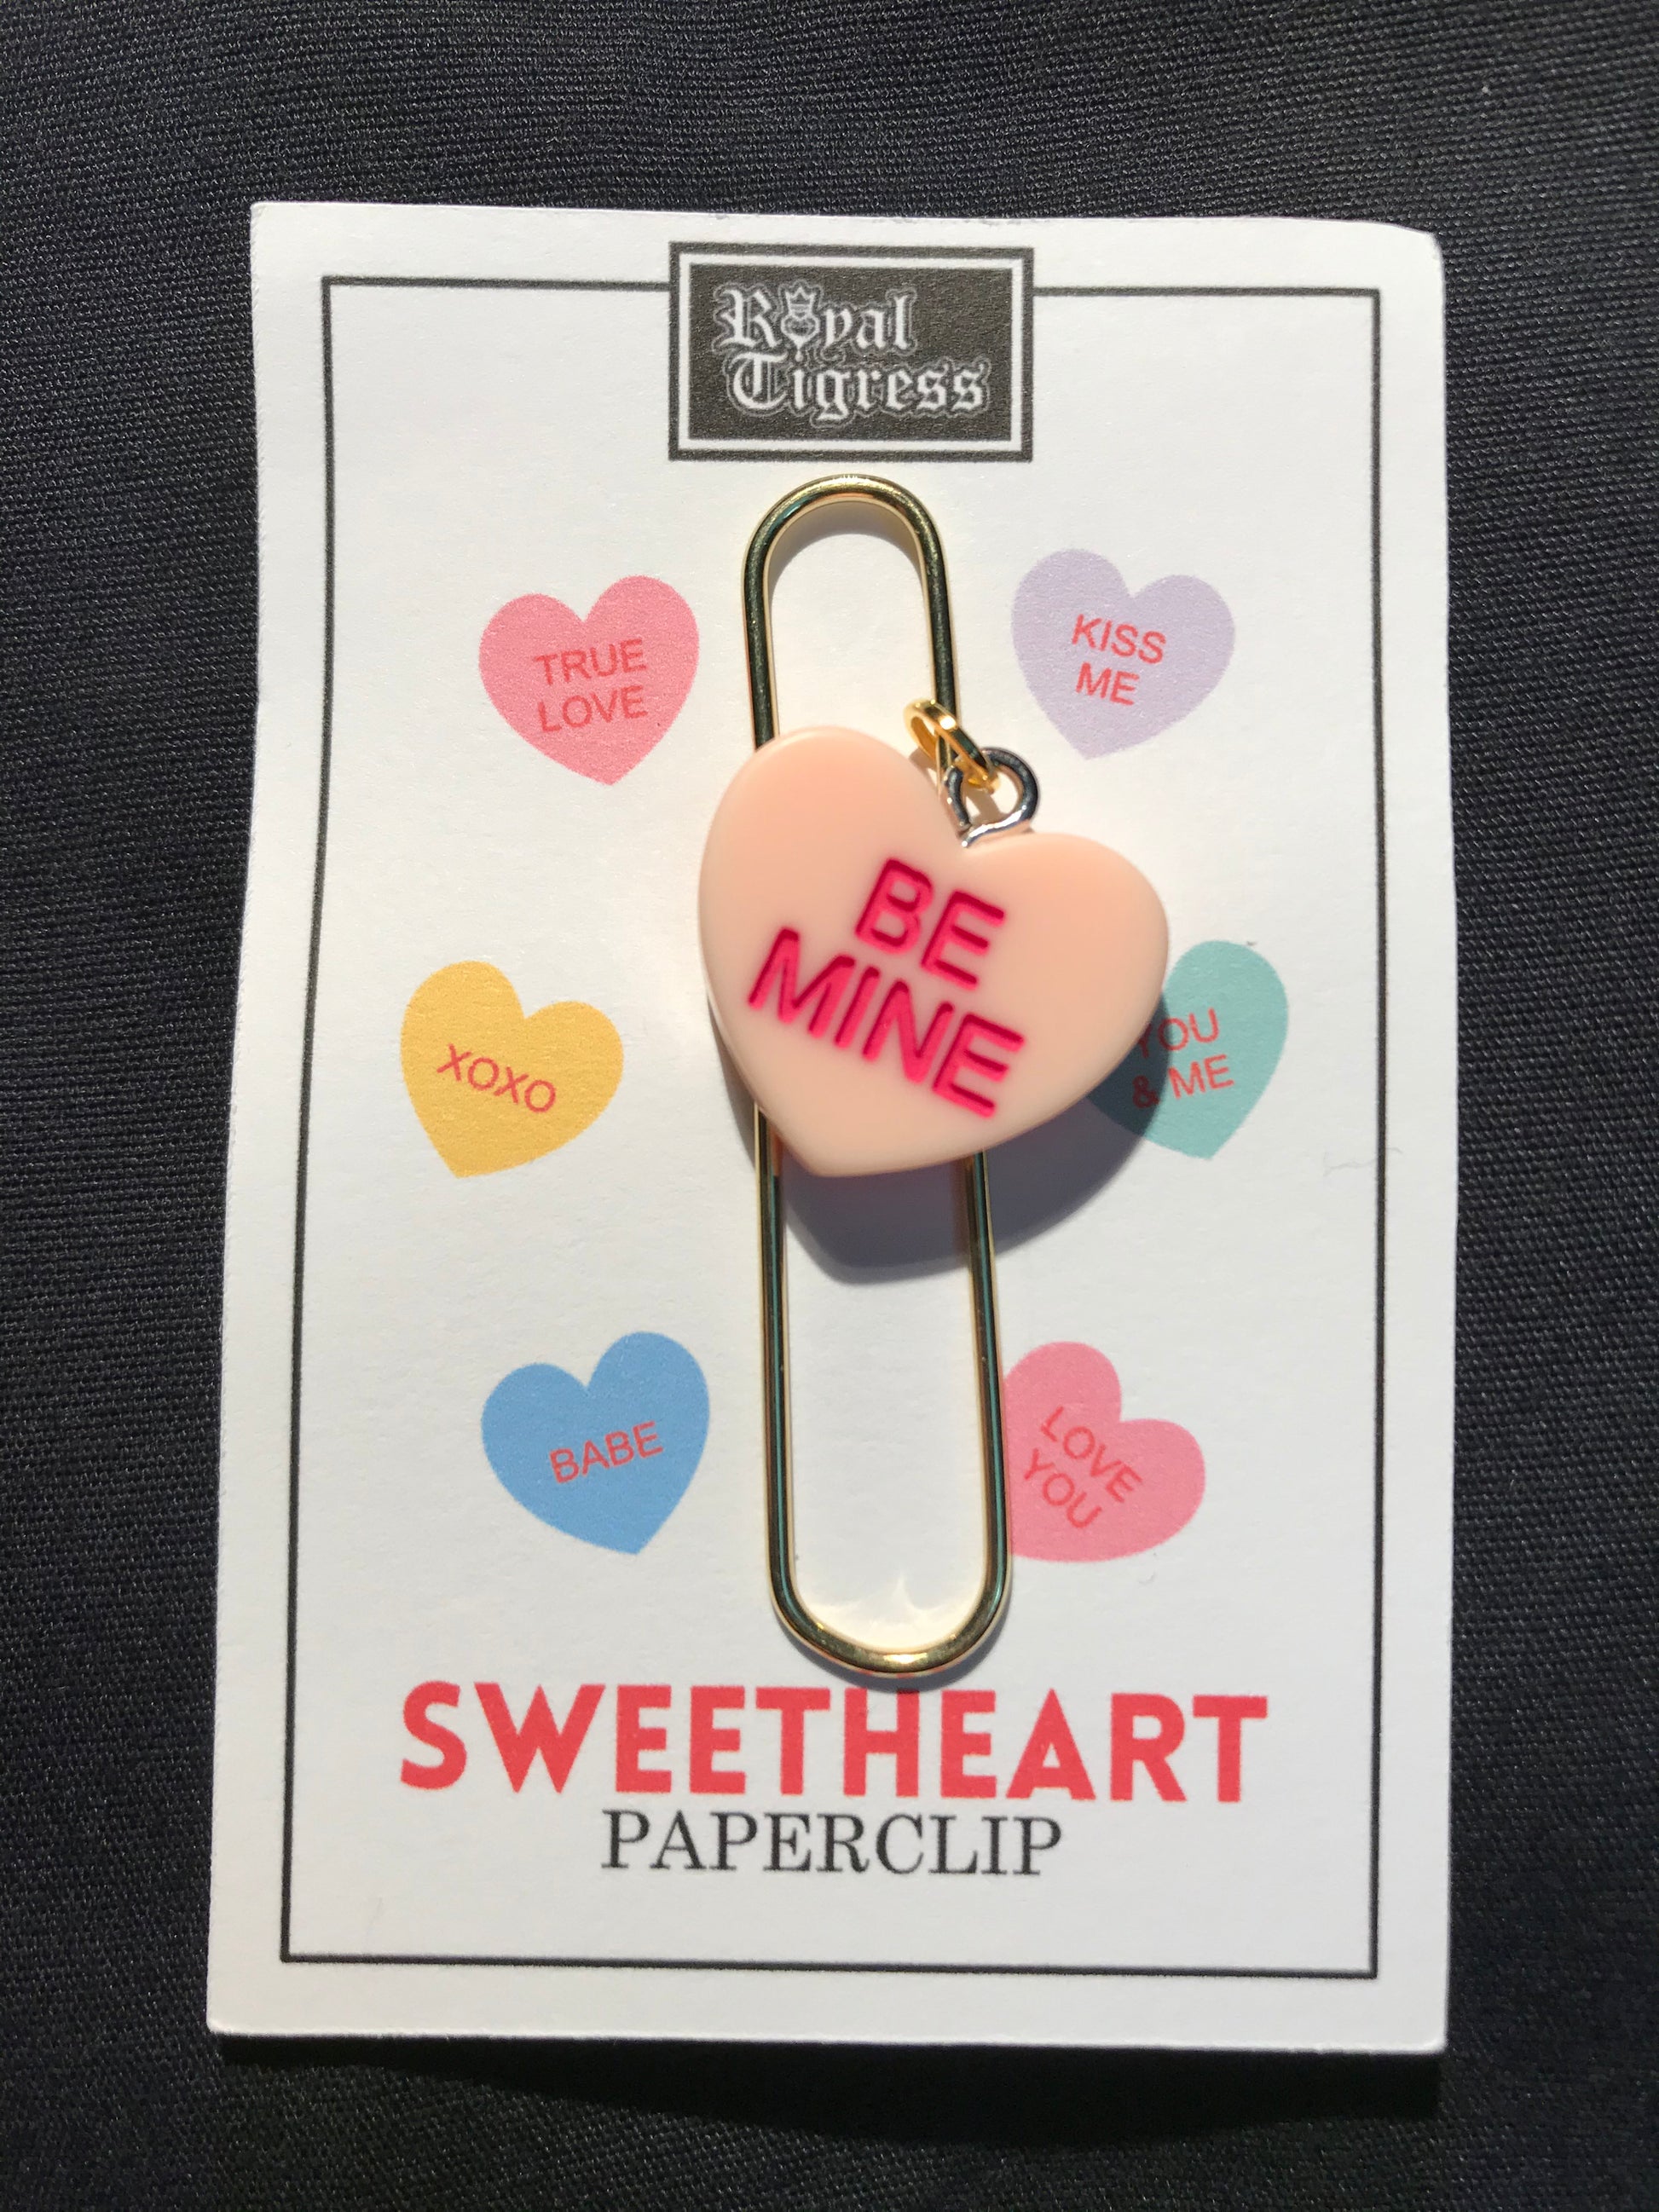 Royal
Tigress
TRUE
LOVE
KISS
ME
BE
MINE
XOXO
YOU
& ME
BABE
LOVE
YOU
SWEETHEART
PAPERCLIP